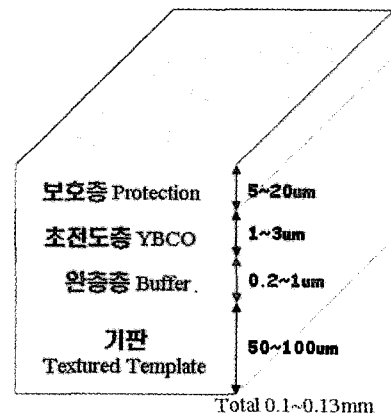 보호층 Protection
5~20um
초전도층 YBCO
1~3um
완충층 Buffer
0.2~1um
기판
Textured Template
50~100um
Total 0.1~0.13mm